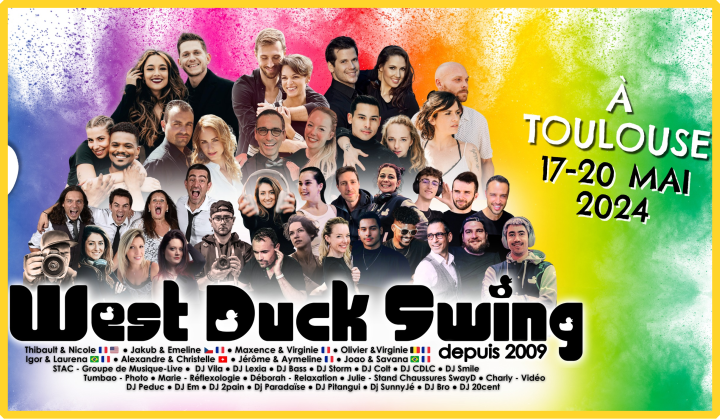 À
TOULOUSE
17-20 MAI
2024
West Duck Swing
depuis 2009
Thibault & Nicole • Jakub & Emeline • Maxence & Virginie • Olivier &Virginie
Igor & Laurena • Alexandre & Christelle • Jérôme & Aymeline • Joao & Savana
STAC - Groupe de Musique-Live • DJ Vila • DJ Lexia • DJ Bass • DJ Storm • DJ Colt • DJ CDLC • DJ Smile
Tumbao - Photo • Marie - Réflexologie • Déborah - Relaxation • Julie - Stand Chaussures SwayD • Charly - Vidéo
DJ Peduc • DJ Em • DJ 2pain • Dj Paradaïse • DJ Pitangui • Dj SunnyJé • DJ Bro • DJ 20cent